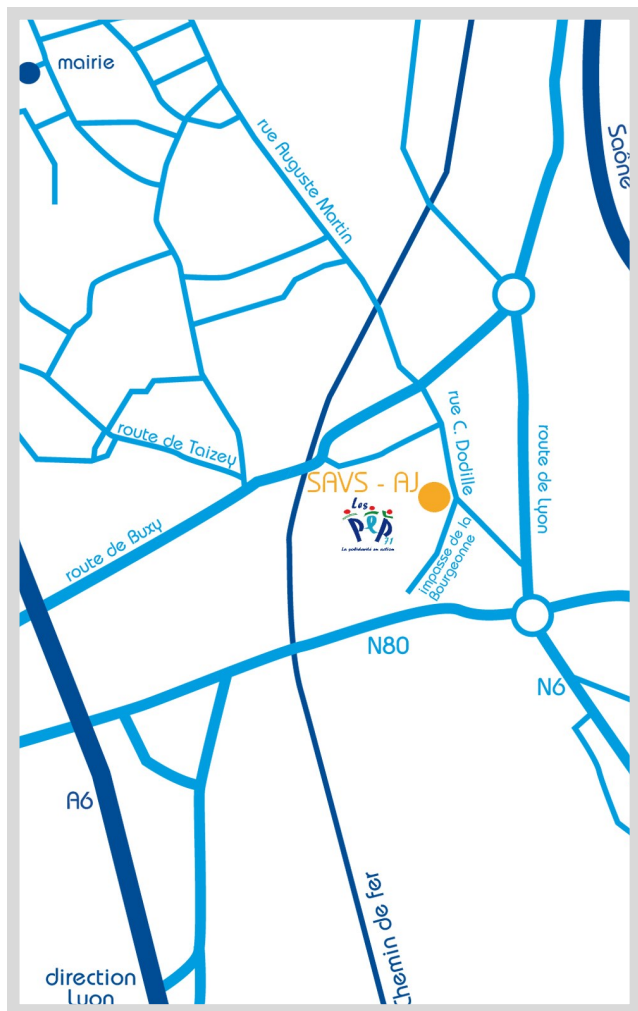 mairie
Saône
rue Auguste Martin
rue C. Dodille
route de Taizey
route de Lyon
SAVS - AJ
Les
PEP
71
La solidarité en action
route de Buxy
impasse de la
Bourgeonne
N80
N6
A6
chemin de fer
direction
Lyon